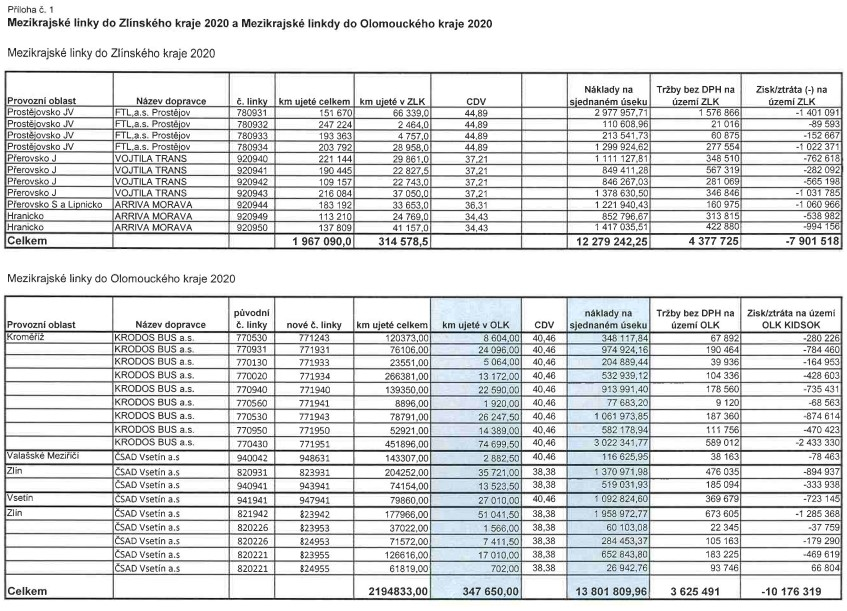 Příloha č. 1
Mezikrajské linky do Zlínského kraje 2020 a Mezikrajské linkdy do Olomouckého kraje 2020
Mezikrajské linky do Zlínského kraje 2020
Provozní oblast Název dopravce č. linky km ujeté celkem km ujeté v ZLK CDV Náklady na sjednaném úseku Tržby bez DPH na území ZLK Zisk/ztráta (-) na území ZLK
Prostějovsko JV FTL,a.s. Prostějov 780931 151 670 66 339,0 44,89 2 977 957,71 1 576 866 -1 401 091
Prostějovsko JV FTL,a.s. Prostějov 780932 247 224 2 464,0 44,89 110 608,96 21 016 -89 593
Prostějovsko JV FTL,a.s. Prostějov 780933 193 363 4 757,0 44,89 213 541,73 60 875 -152 667
Prostějovsko JV FTL,a.s. Prostějov 780934 203 792 28 958,0 44,89 1 299 924,62 277 554 -1 022 371
Přerovsko J VOJTILA TRANS 920940 221 144 29 861,0 37,21 1 111 127,81 348 510 -762 618
Přerovsko J VOJTILA TRANS 920941 190 445 22 827,5 37,21 849 411,28 567 319 -282 092
Přerovsko J VOJTILA TRANS 920942 109 157 22 743,0 37,21 846 267,03 281 069 -565 198
Přerovsko J VOJTILA TRANS 920943 216 084 37 050,0 37,21 1 378 630,50 346 846 -1 031 785
Přerovsko S a Lipnicko ARRIVA MORAVA 920944 183 192 33 653,0 36,31 1 221 940,43 160 975 -1 060 966
Hranicko ARRIVA MORAVA 920949 113 210 24 769,0 34,43 852 796,67 313 815 -538 982
Hranicko ARRIVA MORAVA 920950 137 809 41 157,0 34,43 1 417 035,51 422 880 -994 156
Celkem 1 967 090,0 314 578,5 12 279 242,25 4 377 725 -7 901 518
Mezikrajské linky do Olomouckého kraje 2020
Provozní oblast Název dopravce původní č. linky nové č. linky km ujeté celkem km ujeté v OLK CDV náklady na sjednaném úseku Tržby bez DPH na území OLK Zisk/ztráta na území OLK KIDSOK
Kroměříž KRODOS BUS a.s. 770530 771243 120373,00 8 604,00 40,46 348 117,84 67 892 -280 226
KRODOS BUS a.s. 770931 771931 76106,00 24 096,00 40,46 974 924,16 190 464 -784 460
KRODOS BUS a.s. 770130 771933 23551,00 5 064,00 40,46 204 889,44 39 936 -164 953
KRODOS BUS a.s. 770020 771934 266381,00 13 172,00 40,46 532 939,12 104 336 -428 603
KRODOS BUS a.s. 770940 771940 139350,00 22 590,00 40,46 913 991,40 178 560 -735 431
KRODOS BUS a.s. 770560 771941 8896,00 1 920,00 40,46 77 683,20 9 120 -68 563
KRODOS BUS a.s. 770530 771943 78791,00 26 247,50 40,46 1 061 973,85 187 360 -874 614
KRODOS BUS a.s. 770950 771950 52921,00 14 389,00 40,46 582 178,94 111 756 -470 423
KRODOS BUS a.s. 770430 771951 451896,00 74 699,50 40,46 3 022 341,77 589 012 -2 433 330
Valašské Meziříčí ČSAD Vsetín a.s 940042 948631 143307,00 2 882,50 40,46 116 625,95 38 163 -78 463
Zlín ČSAD Vsetín a.s 820931 823931 204252,00 35 721,00 38,38 1 370 971,98 476 035 -894 937
ČSAD Vsetín a.s 940941 943941 74154,00 13 523,50 38,38 519 031,93 185 094 -333 938
Vsetín ČSAD Vsetín a.s 941941 947941 79860,00 27 010,00 40,46 1 092 824,60 369 679 -723 145
Zlín ČSAD Vsetín a.s 821942 823942 177966,00 51 041,50 38,38 1 958 972,77 673 605 -1 285 368
ČSAD Vsetín a.s 820226 823953 37022,00 1 566,00 38,38 60 103,08 22 345 -37 759
ČSAD Vsetín a.s 820226 824953 71572,00 7 411,50 38,38 284 453,37 105 163 -179 290
ČSAD Vsetín a.s 820221 823955 126616,00 17 010,00 38,38 652 843,80 183 225 -469 619
ČSAD Vsetín a.s 820221 824955 61819,00 702,00 38,38 26 942,76 93 746 66 804
Celkem 2194833,00 347 650,00 13 801 809,96 3 625 491 -10 176 319